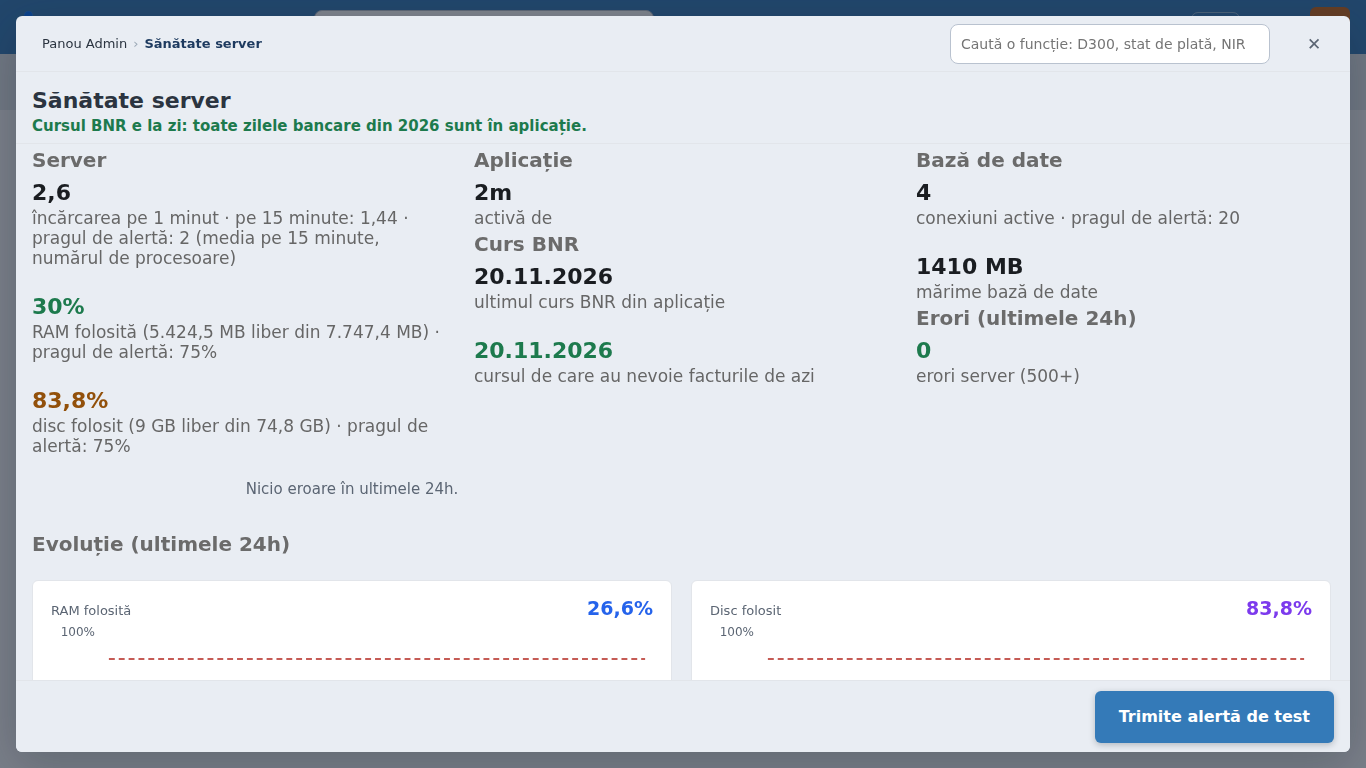 Panou Admin › Sănătate server
Caută o funcție: D300, stat de plată, NIR
✕
Sănătate server
Cursul BNR e la zi: toate zilele bancare din 2026 sunt în aplicație.
Server
2,6
încărcarea pe 1 minut · pe 15 minute: 1,44 ·
pragul de alertă: 2 (media pe 15 minute,
numărul de procesoare)
30%
RAM folosită (5.424,5 MB liber din 7.747,4 MB) ·
pragul de alertă: 75%
83,8%
disc folosit (9 GB liber din 74,8 GB) · pragul de
alertă: 75%
Aplicație
2m
activă de
Curs BNR
20.11.2026
ultimul curs BNR din aplicație
20.11.2026
cursul de care au nevoie facturile de azi
Bază de date
4
conexiuni active · pragul de alertă: 20
1410 MB
mărime bază de date
Erori (ultimele 24h)
0
erori server (500+)
Nicio eroare în ultimele 24h.
Evoluție (ultimele 24h)
RAM folosită
26,6%
100%
Disc folosit
83,8%
100%
Trimite alertă de test